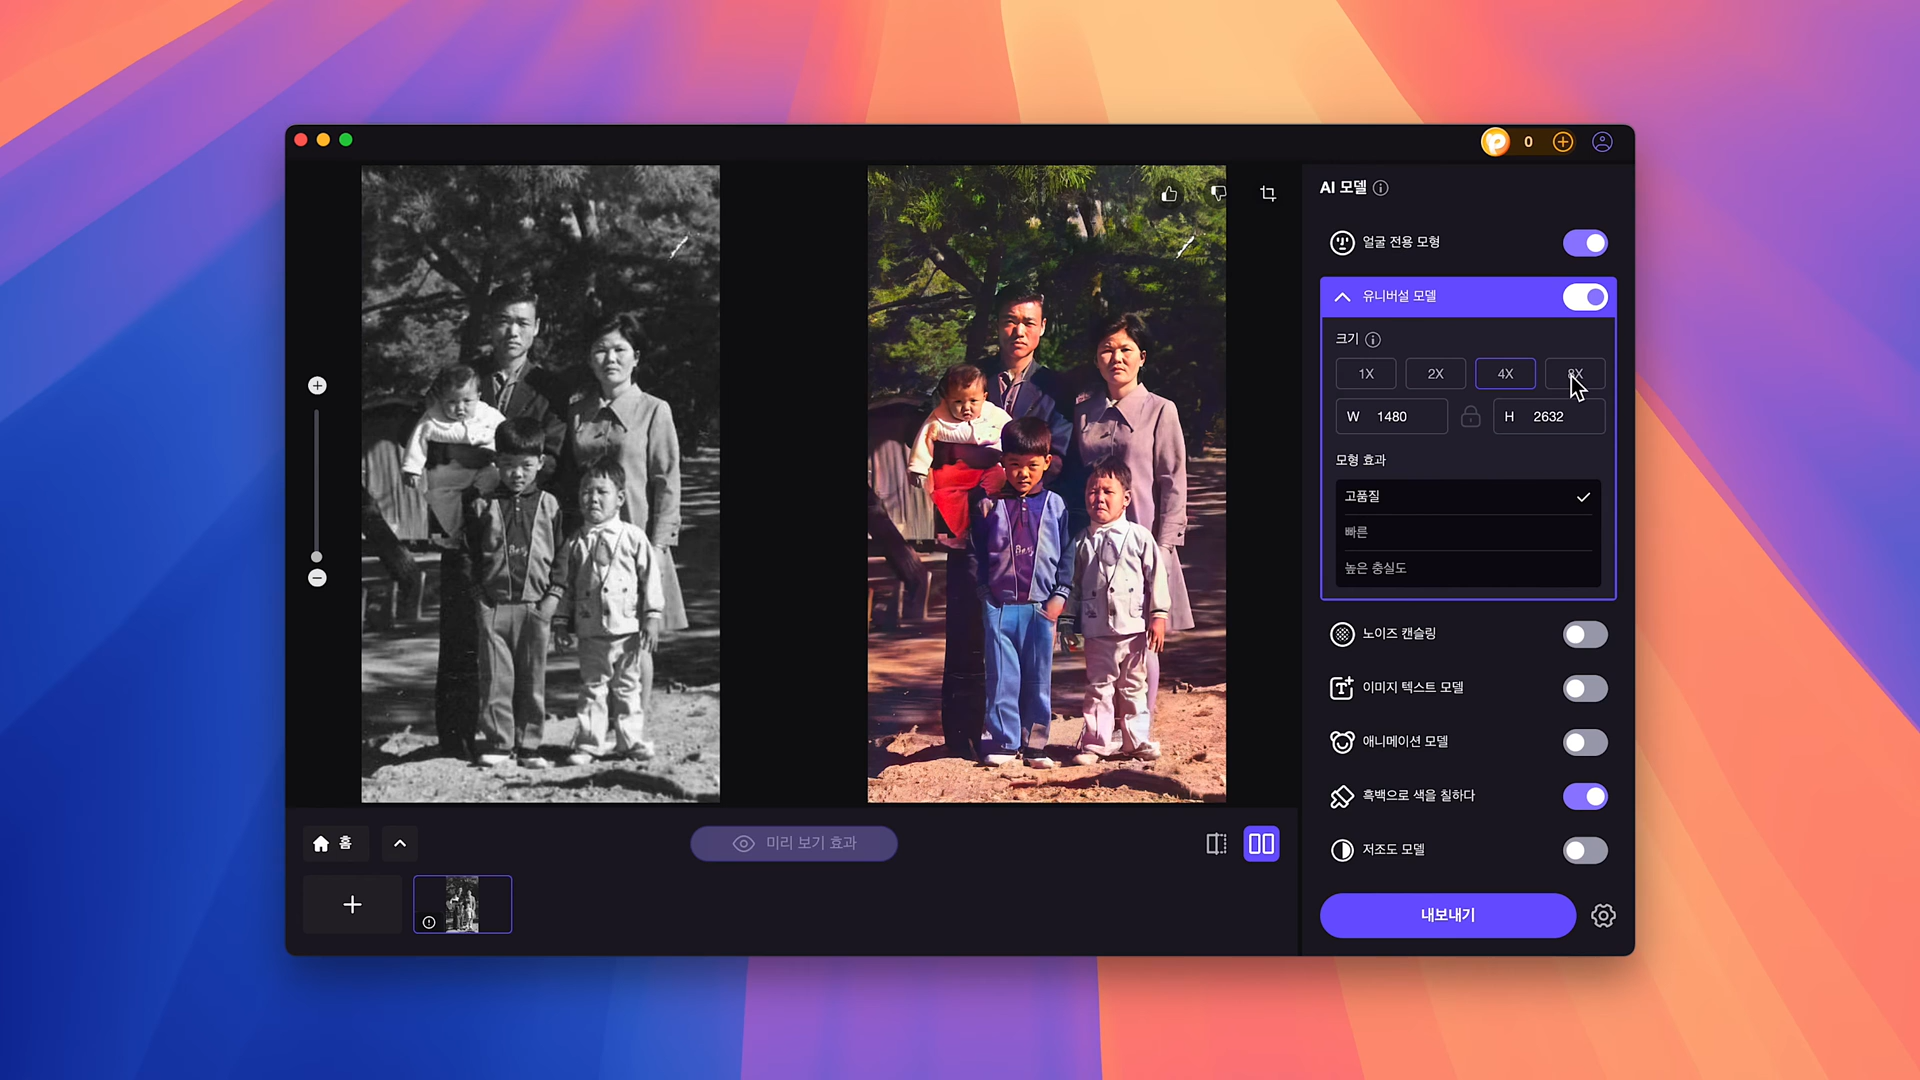 0
AI 모델
얼굴 전용 모형
유니버설 모델
크기
1X 2X 4X 8X
W 1480 H 2632
모형 효과
고품질
빠른
높은 충실도
노이즈 캔슬링
이미지 텍스트 모델
애니메이션 모델
흑백으로 색을 칠하다
저조도 모델
홈
미리 보기 효과
내보내기